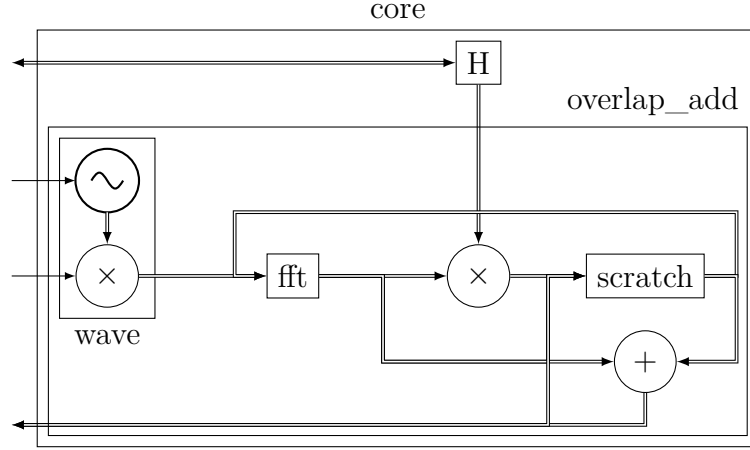 core
H
overlap_add
×
fft
×
scratch
wave
+